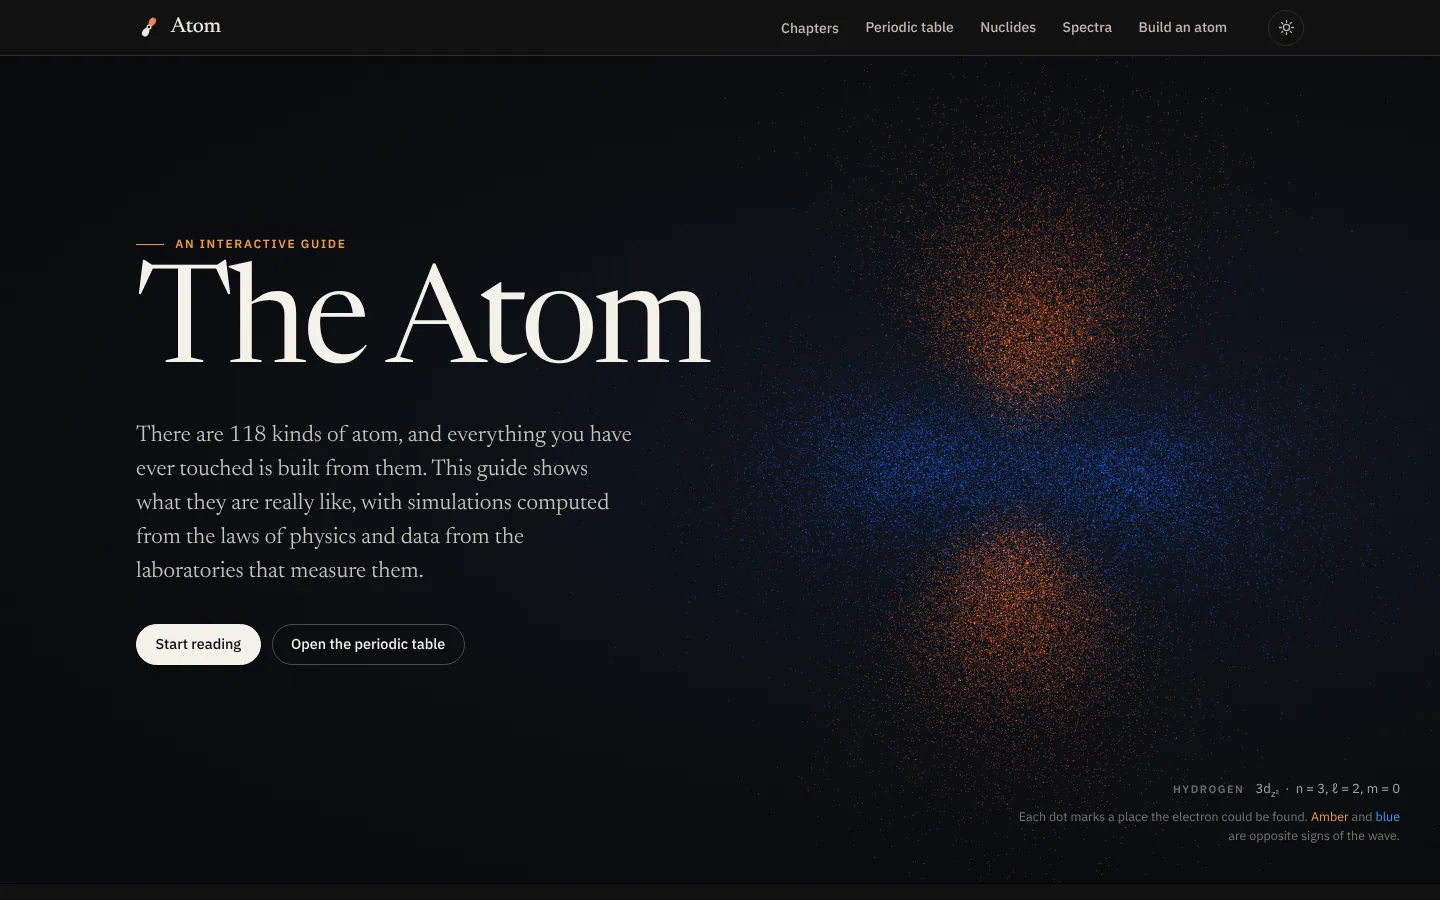 Atom
Chapters
Periodic table
Nuclides
Spectra
Build an atom
AN INTERACTIVE GUIDE
The Atom
There are 118 kinds of atom, and everything you have
ever touched is built from them. This guide shows
what they are really like, with simulations computed
from the laws of physics and data from the
laboratories that measure them.
Start reading
Open the periodic table
HYDROGEN 3d_z² · n = 3, ℓ = 2, m = 0
Each dot marks a place the electron could be found. Amber and blue
are opposite signs of the wave.